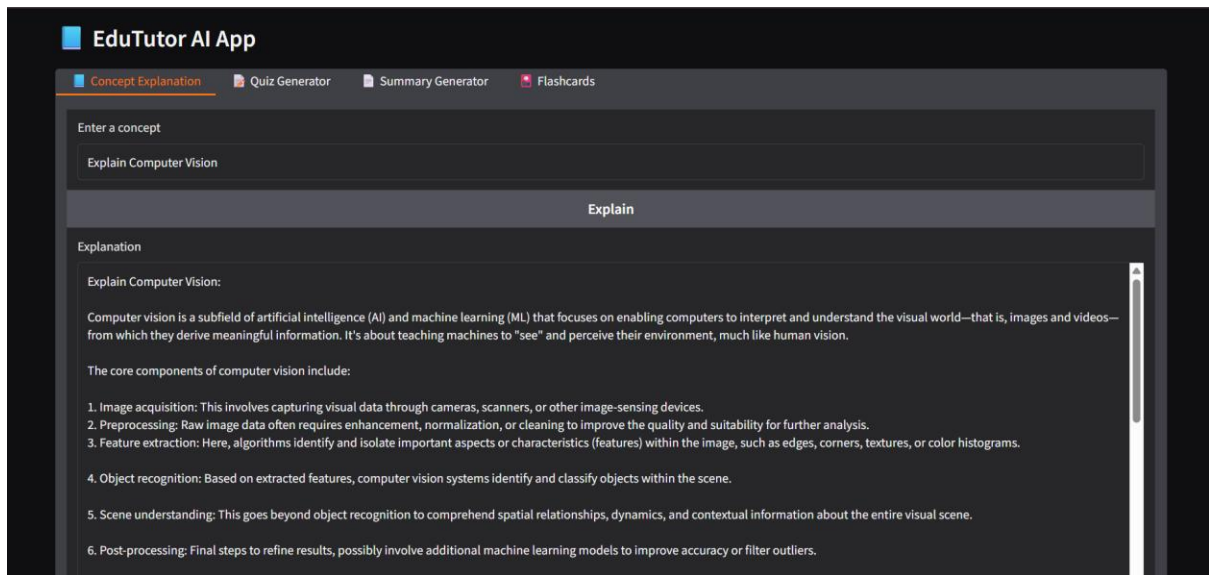 EduTutor AI App
Concept Explanation
Quiz Generator
Summary Generator
Flashcards
Enter a concept
Explain Computer Vision
Explain
Explanation
Explain Computer Vision:
Computer vision is a subfield of artificial intelligence (AI) and machine learning (ML) that focuses on enabling computers to interpret and understand the visual world—that is, images and videos—
from which they derive meaningful information. It's about teaching machines to "see" and perceive their environment, much like human vision.
The core components of computer vision include:
1. Image acquisition: This involves capturing visual data through cameras, scanners, or other image-sensing devices.
2. Preprocessing: Raw image data often requires enhancement, normalization, or cleaning to improve the quality and suitability for further analysis.
3. Feature extraction: Here, algorithms identify and isolate important aspects or characteristics (features) within the image, such as edges, corners, textures, or color histograms.
4. Object recognition: Based on extracted features, computer vision systems identify and classify objects within the scene.
5. Scene understanding: This goes beyond object recognition to comprehend spatial relationships, dynamics, and contextual information about the entire visual scene.
6. Post-processing: Final steps to refine results, possibly involve additional machine learning models to improve accuracy or filter outliers.